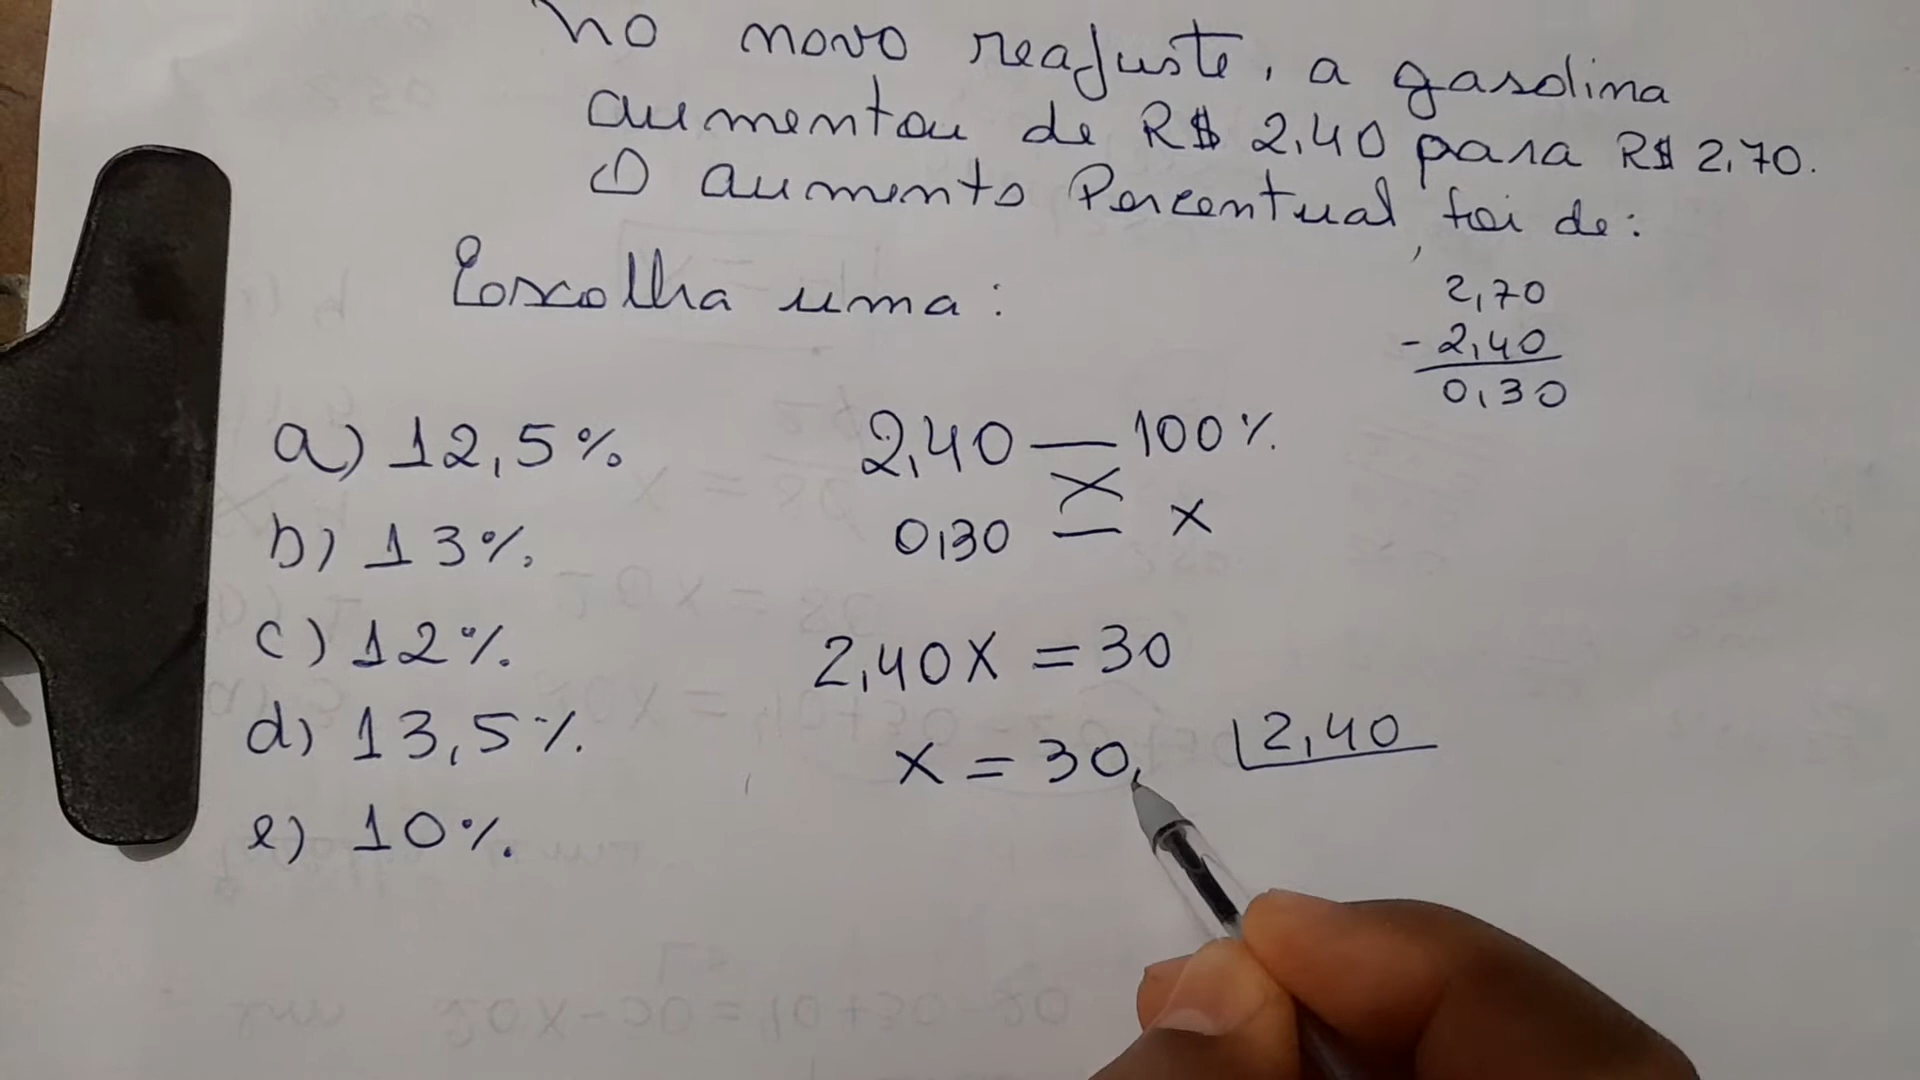 No novo reajuste, a gasolina
aumentou de R$ 2,40 para R$ 2,70.
O aumento Percentual, foi de:
Escolha uma:
2,70
- 2,40
0,30
a) 12,5%
b) 13%
c) 12%
d) 13,5%
e) 10%
2,40 — 100%
X
0,30 — x
2,40X = 30
x = 30, 2,40